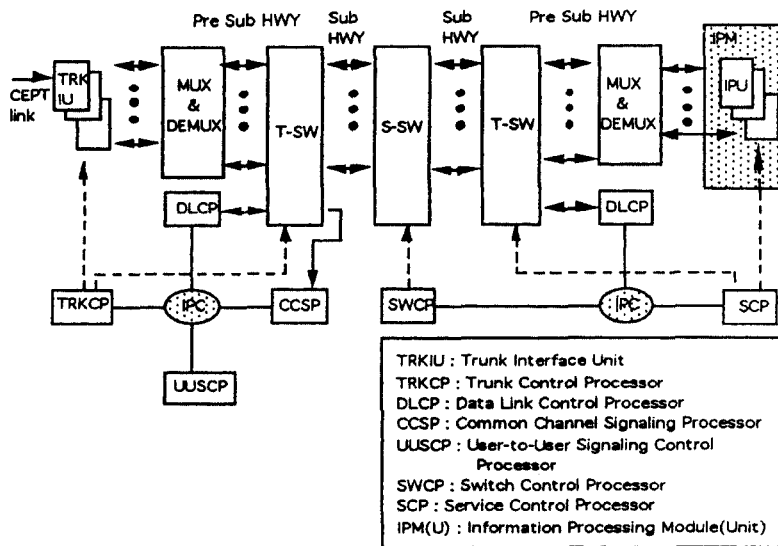 Pre Sub HWY
Sub
HWY
Sub
HWY
Pre Sub HWY
IPM
CEPT
link
TRK
IU
MUX
&
DEMUX
T-SW
S-SW
T-SW
MUX
&
DEMUX
IPU
DLCP
DLCP
TRKCP
IPC
CCSP
SWCP
IPC
SCP
UUSCP
TRKIU : Trunk Interface Unit
TRKCP : Trunk Control Processor
DLCP : Data Link Control Processor
CCSP : Common Channel Signaling Processor
UUSCP : User-to-User Signaling Control
Processor
SWCP : Switch Control Processor
SCP : Service Control Processor
IPM(U) : Information Processing Module(Unit)